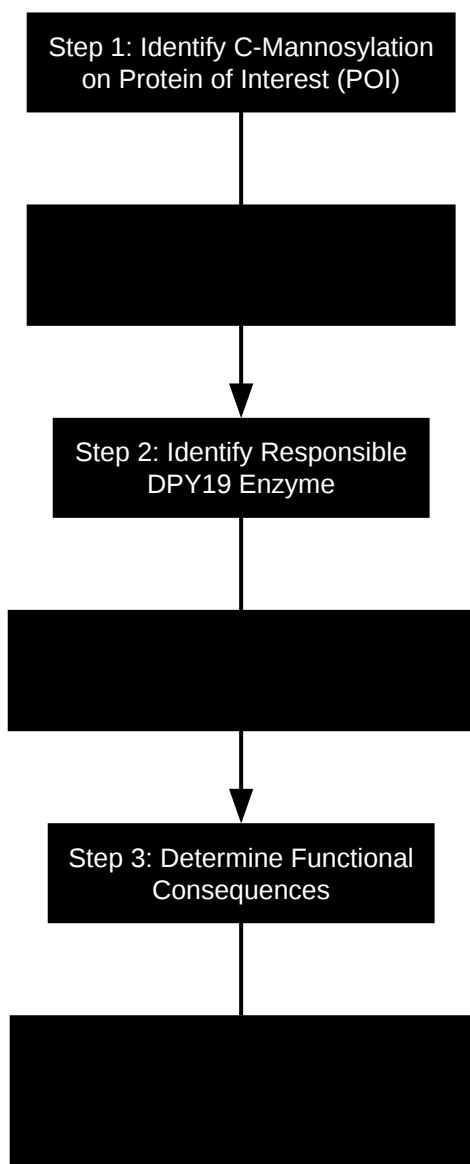 Step 1: Identify C-Mannosylation
on Protein of Interest (POI)
Step 2: Identify Responsible
DPY19 Enzyme
Step 3: Determine Functional
Consequences